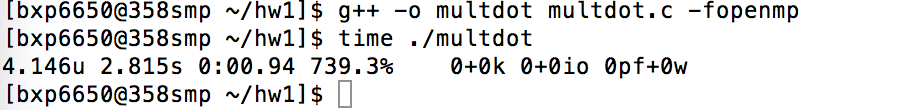 [bxp6650@358smp ~/hw1]$ g++ -o multdot multdot.c -fopenmp
[bxp6650@358smp ~/hw1]$ time ./multdot
4.146u 2.815s 0:00.94 739.3%    0+0k 0+0io 0pf+0w
[bxp6650@358smp ~/hw1]$